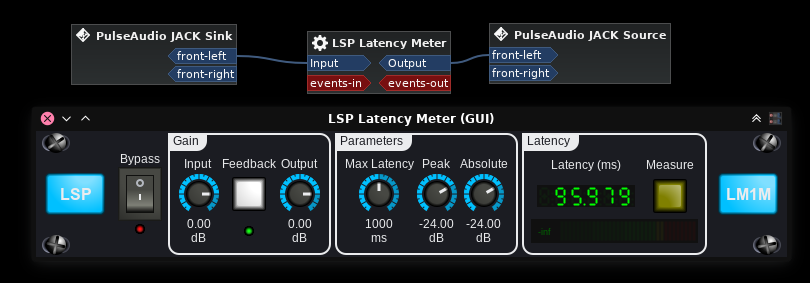 PulseAudio JACK Sink
front-left
front-right
LSP Latency Meter
Input
Output
events-in
events-out
PulseAudio JACK Source
front-left
front-right
LSP Latency Meter (GUI)
LSP
Bypass
Gain
Input
Feedback
Output
0.00
dB
0.00
dB
Parameters
Max Latency
Peak
Absolute
1000
ms
-24.00
dB
-24.00
dB
Latency
Latency (ms)
Measure
95.979
-inf
LM1M